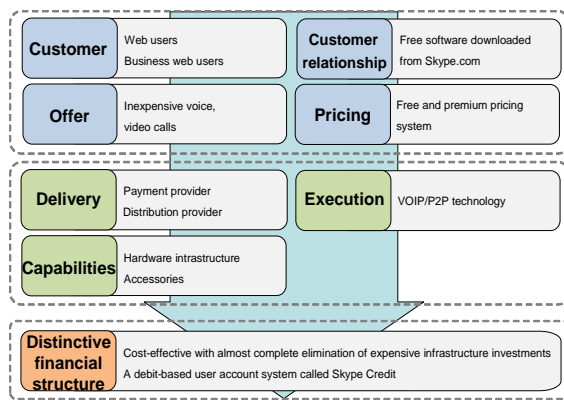 Customer
Web users
Business web users
Customer
relationship
Free software downloaded
from Skype.com
Offer
Inexpensive voice,
video calls
Pricing
Free and premium pricing
system
Delivery
Payment provider
Distribution provider
Execution
VOIP/P2P technology
Capabilities
Hardware intrastructure
Accessories
Distinctive
financial
structure
Cost-effective with almost complete elimination of expensive infrastructure investments
A debit-based user account system called Skype Credit